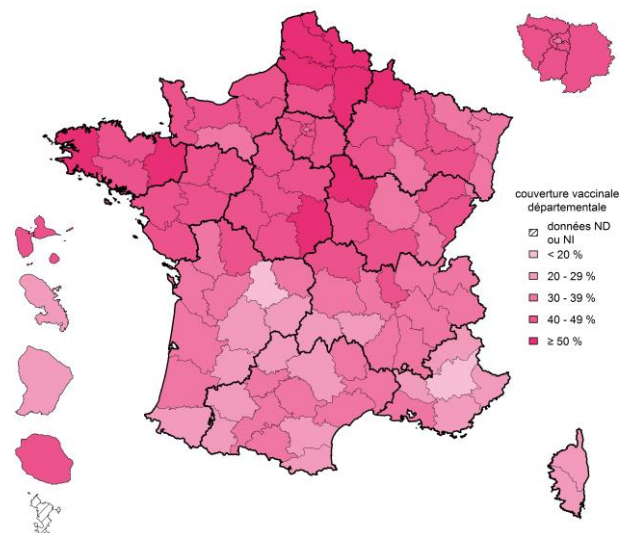 couverture vaccinale
départementale
données ND
ou NI
< 20 %
20 - 29 %
30 - 39 %
40 - 49 %
≥ 50 %